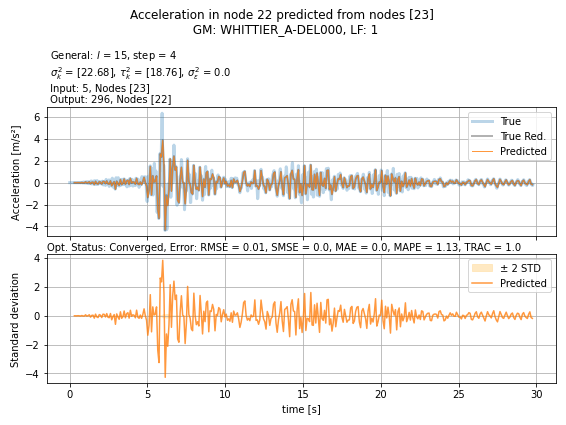 Acceleration in node 22 predicted from nodes [23]
GM: WHITTIER_A-DEL000, LF: 1
General: l = 15, step = 4
σ²ₖ = [22.68], τ²ₖ = [18.76], σ²ε = 0.0
Input: 5, Nodes [23]
Output: 296, Nodes [22]
Acceleration [m/s²]
6
4
2
0
−2
−4
True
True Red.
Predicted
Opt. Status: Converged, Error: RMSE = 0.01, SMSE = 0.0, MAE = 0.0, MAPE = 1.13, TRAC = 1.0
Standard deviation
4
2
0
−2
−4
± 2 STD
Predicted
0 5 10 15 20 25 30
time [s]